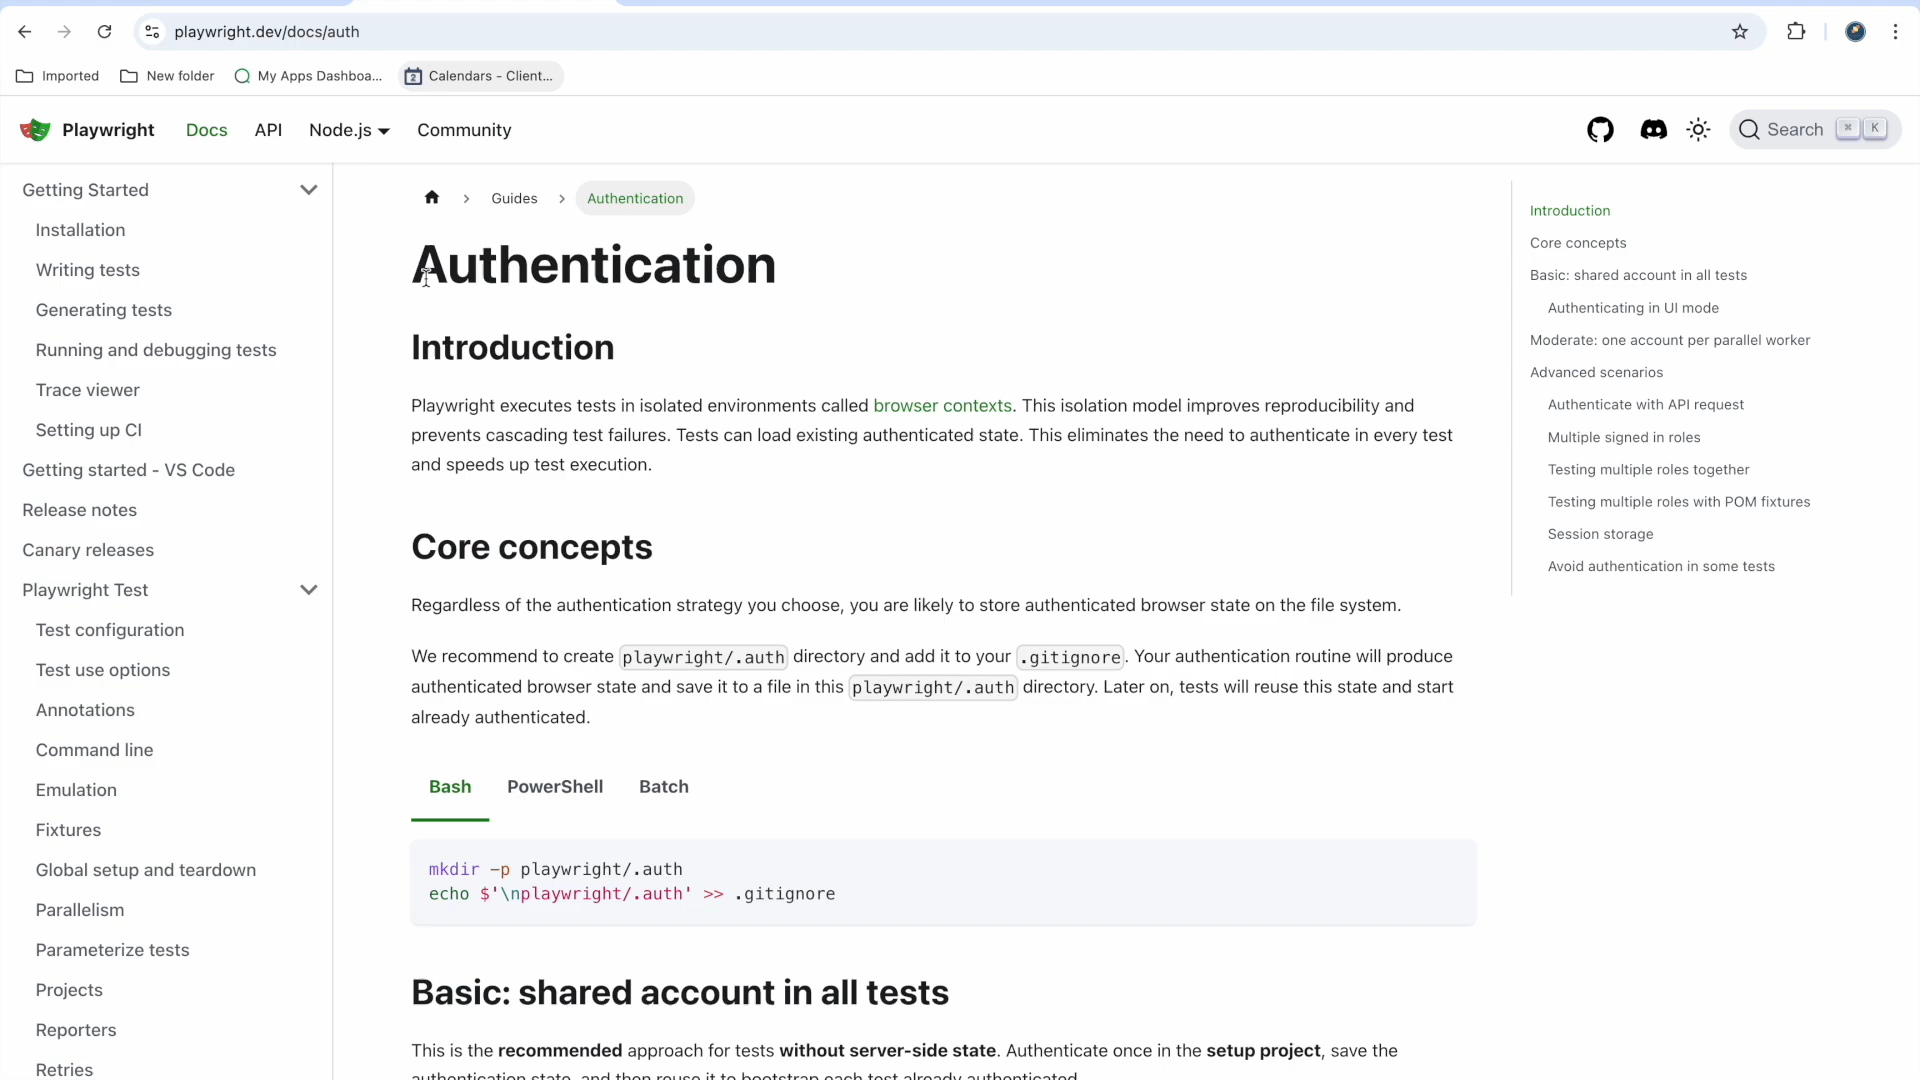 playwright.dev/docs/auth
Imported
New folder
My Apps Dashboa...
2
Calendars - Client...
Playwright
Docs
API
Node.js
Community
Search
⌘
K
Getting Started
Installation
Writing tests
Generating tests
Running and debugging tests
Trace viewer
Setting up CI
Getting started - VS Code
Release notes
Canary releases
Playwright Test
Test configuration
Test use options
Annotations
Command line
Emulation
Fixtures
Global setup and teardown
Parallelism
Parameterize tests
Projects
Reporters
Retries
Guides
Authentication
Authentication
Introduction
Playwright executes tests in isolated environments called browser contexts. This isolation model improves reproducibility and
prevents cascading test failures. Tests can load existing authenticated state. This eliminates the need to authenticate in every test
and speeds up test execution.
Core concepts
Regardless of the authentication strategy you choose, you are likely to store authenticated browser state on the file system.
We recommend to create playwright/.auth directory and add it to your .gitignore. Your authentication routine will produce
authenticated browser state and save it to a file in this playwright/.auth directory. Later on, tests will reuse this state and start
already authenticated.
Bash
PowerShell
Batch
mkdir -p playwright/.auth
echo $'\nplaywright/.auth' >> .gitignore
Basic: shared account in all tests
This is the recommended approach for tests without server-side state. Authenticate once in the setup project, save the
authentication state, and then reuse it to bootstrap each test already authenticated.
Introduction
Core concepts
Basic: shared account in all tests
Authenticating in UI mode
Moderate: one account per parallel worker
Advanced scenarios
Authenticate with API request
Multiple signed in roles
Testing multiple roles together
Testing multiple roles with POM fixtures
Session storage
Avoid authentication in some tests